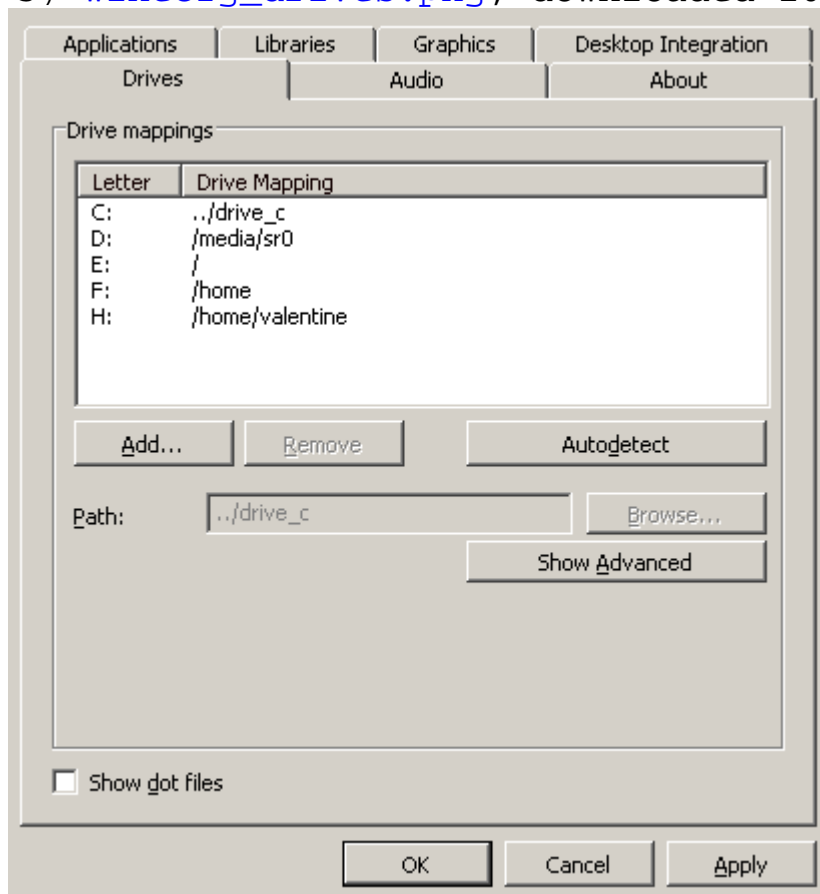 Applications Libraries Graphics Desktop Integration
Drives Audio About
Drive mappings
Letter Drive Mapping
C: ../drive_c
D: /media/sr0
E: /
F: /home
H: /home/valentine
Add... Remove Autodetect
Path: ../drive_c Browse...
Show Advanced
Show dot files
OK Cancel Apply